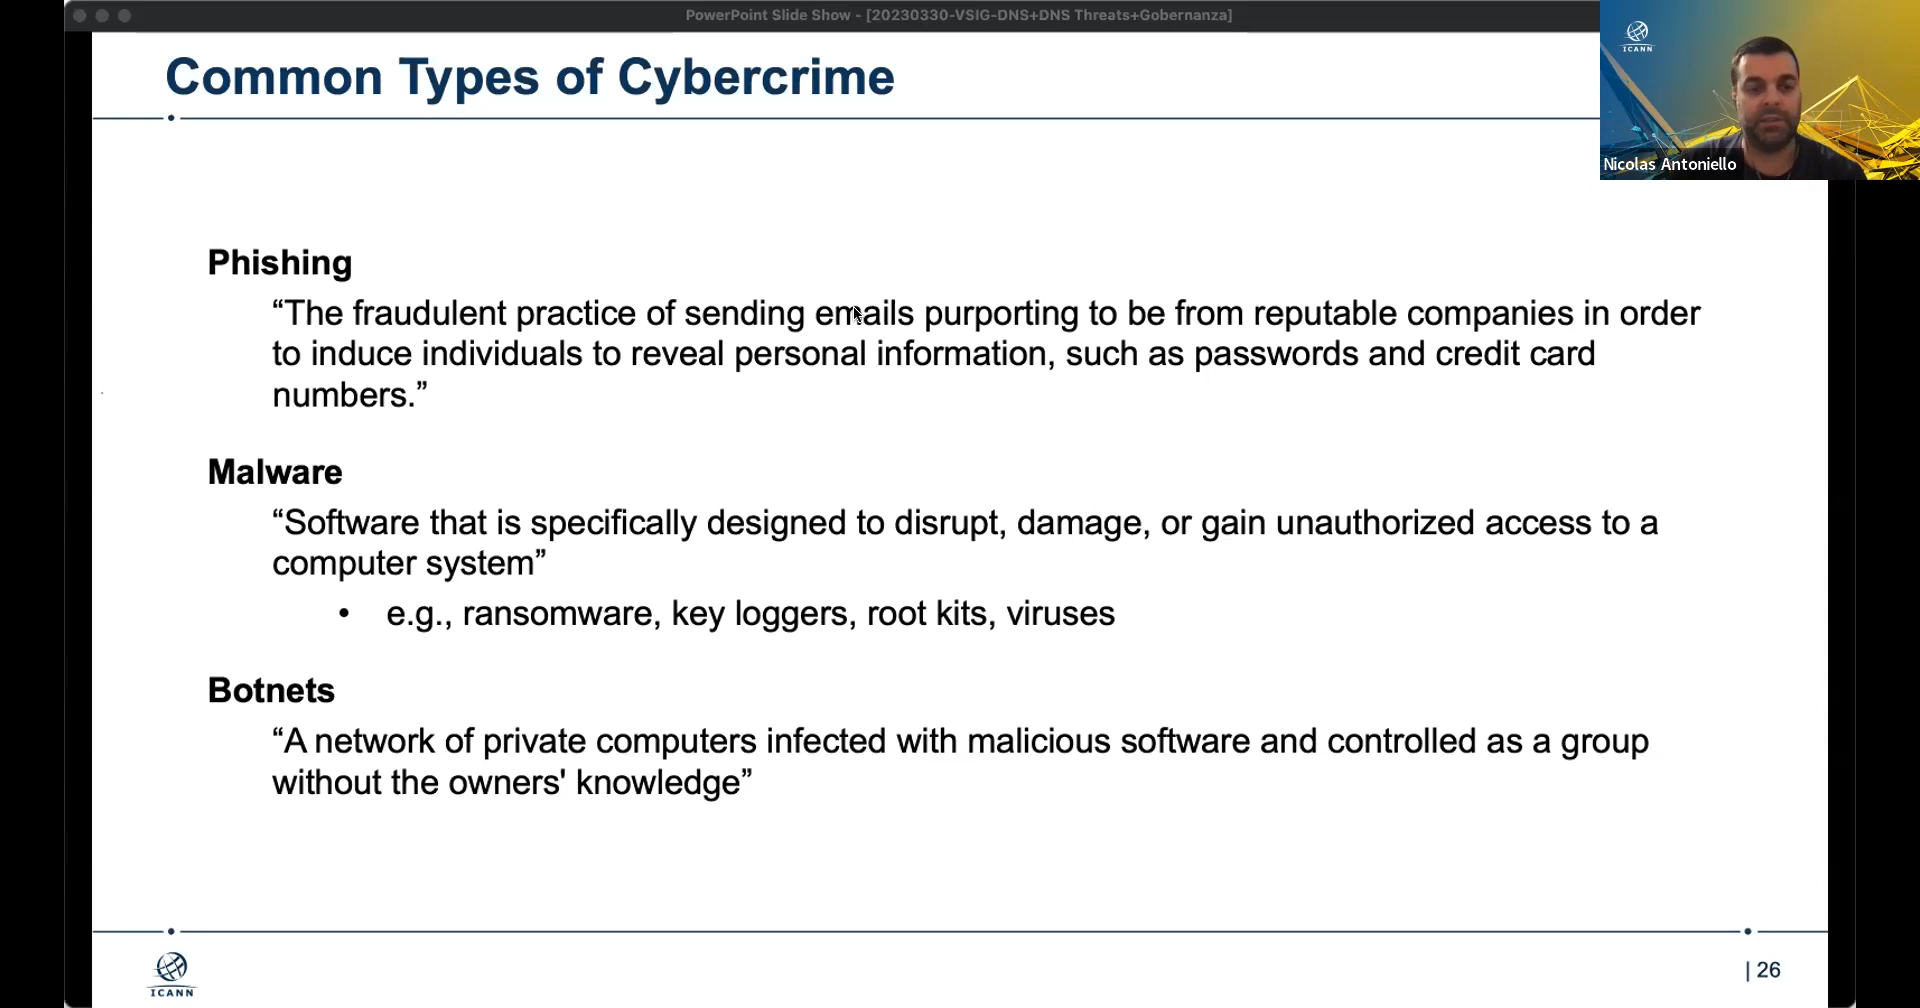 PowerPoint Slide Show - [20230330-VSIG-DNS+DNS Threats+Gobernanza]
ICANN
Nicolas Antoniello
Common Types of Cybercrime
Phishing
“The fraudulent practice of sending emails purporting to be from reputable companies in order
to induce individuals to reveal personal information, such as passwords and credit card
numbers.”
Malware
“Software that is specifically designed to disrupt, damage, or gain unauthorized access to a
computer system”
• e.g., ransomware, key loggers, root kits, viruses
Botnets
“A network of private computers infected with malicious software and controlled as a group
without the owners' knowledge”
ICANN
| 26